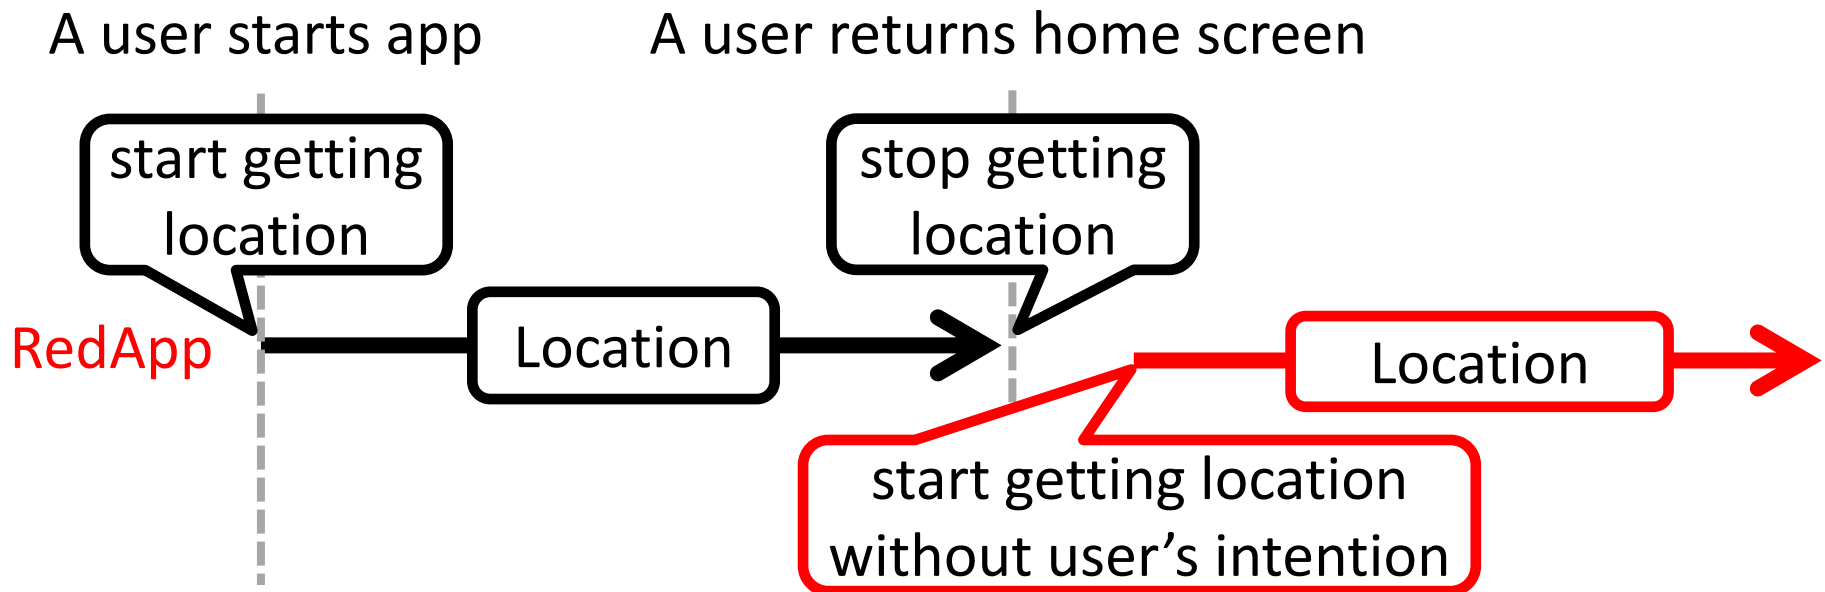 A user starts app
A user returns home screen
start getting
location
stop getting
location
RedApp
Location
Location
start getting location
without user’s intention